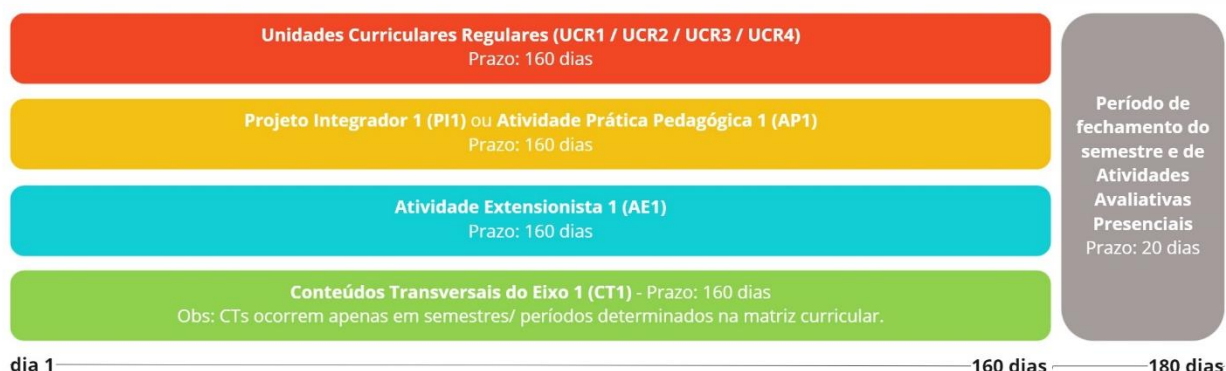 Unidades Curriculares Regulares (UCR1 / UCR2 / UCR3 / UCR4)
Prazo: 160 dias
Projeto Integrador 1 (PI1) ou Atividade Prática Pedagógica 1 (AP1)
Prazo: 160 dias
Atividade Extensionista 1 (AE1)
Prazo: 160 dias
Conteúdos Transversais do Eixo 1 (CT1) - Prazo: 160 dias
Obs: CTs ocorrem apenas em semestres/ períodos determinados na matriz curricular.
Período de
fechamento do
semestre e de
Atividades
Avaliativas
Presenciais
Prazo: 20 dias
dia 1 160 dias 180 dias